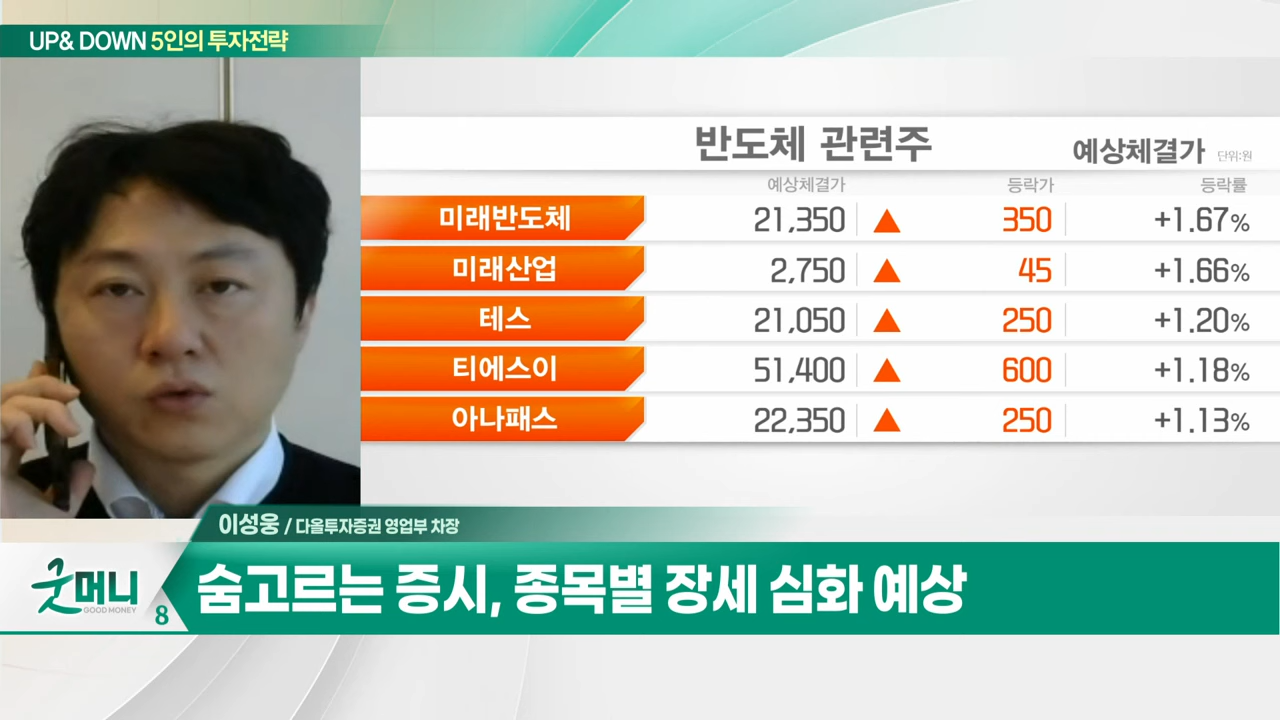 UP& DOWN 5인의 투자전략
반도체 관련주 예상체결가 단위:원
예상체결가 등락가 등락률
미래반도체 21,350 ▲ 350 +1.67%
미래산업 2,750 ▲ 45 +1.66%
테스 21,050 ▲ 250 +1.20%
티에스이 51,400 ▲ 600 +1.18%
아나패스 22,350 ▲ 250 +1.13%
이성웅 / 다올투자증권 영업부 차장
굿머니
GOOD MONEY
8
숨고르는 증시, 종목별 장세 심화 예상